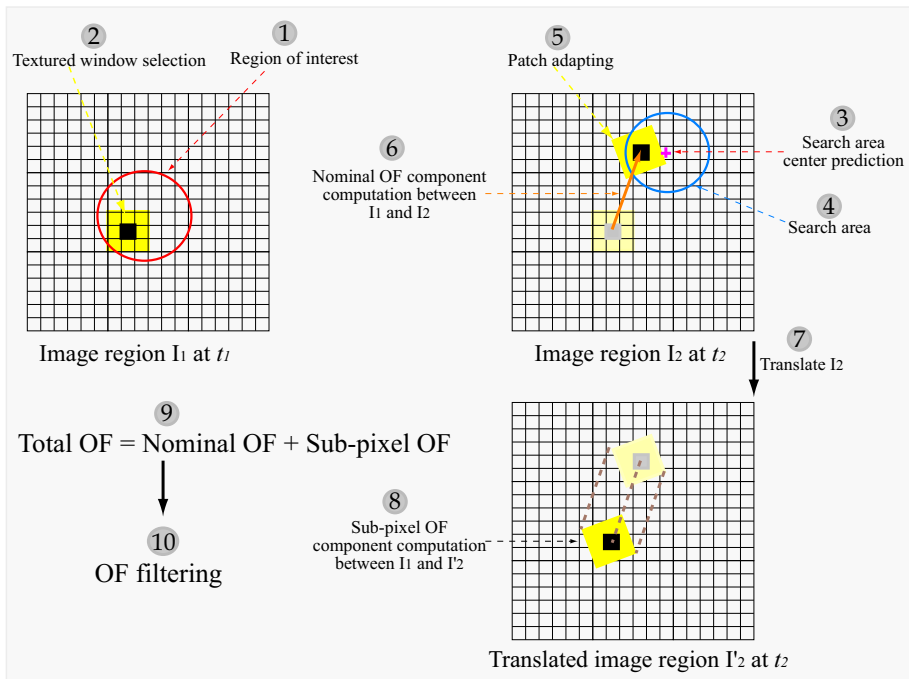 1
Region of interest
2
Textured window selection
Image region I1 at t1
3
Search area
center prediction
4
Search area
5
Patch adapting
6
Nominal OF component
computation between
I1 and I2
Image region I2 at t2
7
Translate I2
8
Sub-pixel OF
component computation
between I1 and I'2
Translated image region I'2 at t2
9
Total OF = Nominal OF + Sub-pixel OF
10
OF filtering